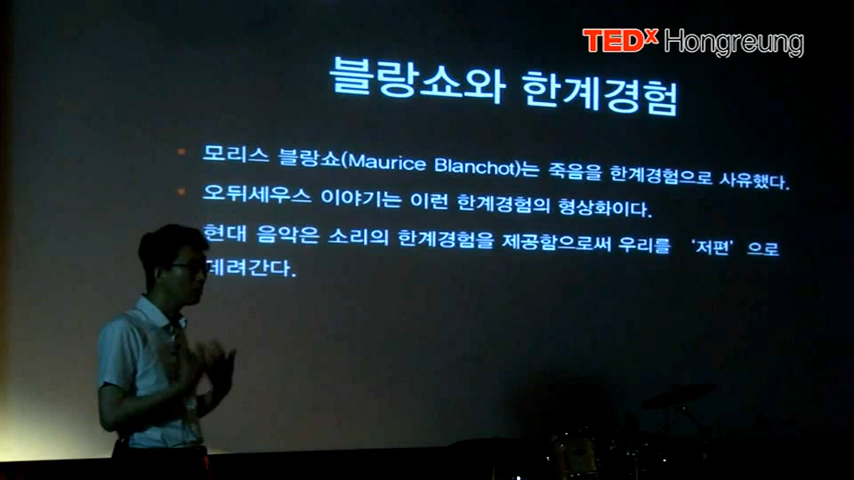 TEDx Hongreung
블랑쇼와 한계경험
모리스 블랑쇼(Maurice Blanchot)는 죽음을 한계경험으로 사유했다.
오뒤세우스 이야기는 이런 한계경험의 형상화이다.
현대 음악은 소리의 한계경험을 제공함으로써 우리를 ‘저편’으로
데려간다.